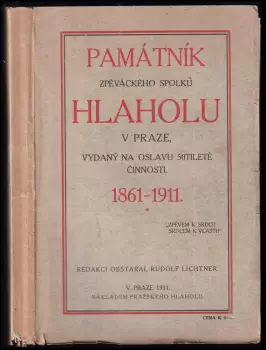 PAMÁTNÍK
ZPĚVÁCKÉHO SPOLKU
HLAHOLU
V PRAZE,
VYDANÝ NA OSLAVU 50TILETÉ
ČINNOSTI.
1861-1911.
„ZPĚVEM K SRDCI
SRDCEM K VLASTI!"
REDAKCI OBSTARAL RUDOLF LICHTNER
V PRAZE 1911.
NÁKLADEM PRAŽSKÉHO HLAHOLU
CENA K